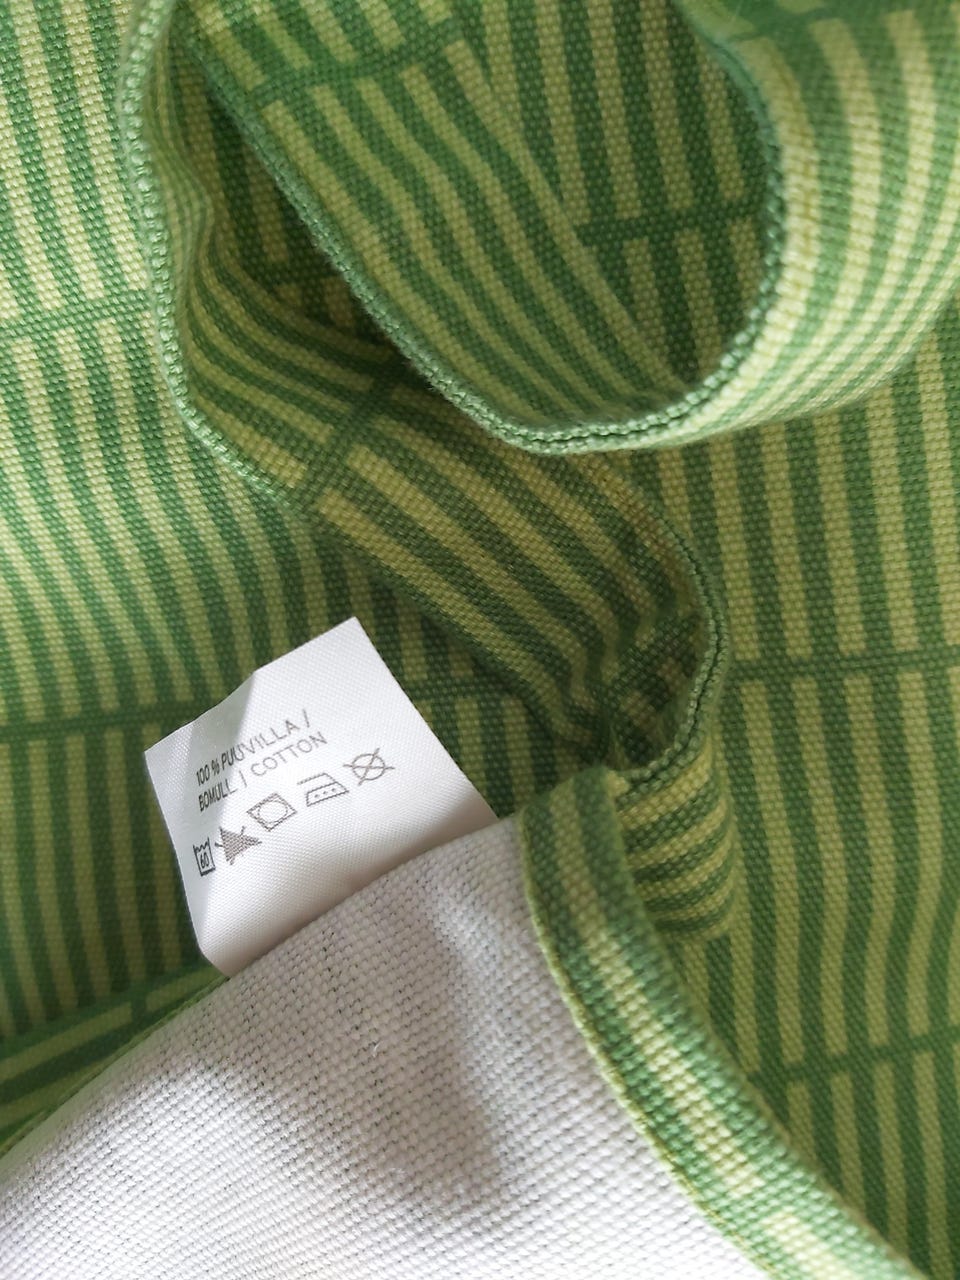 100 % PUUVILLA /
BOMULL / COTTON
60